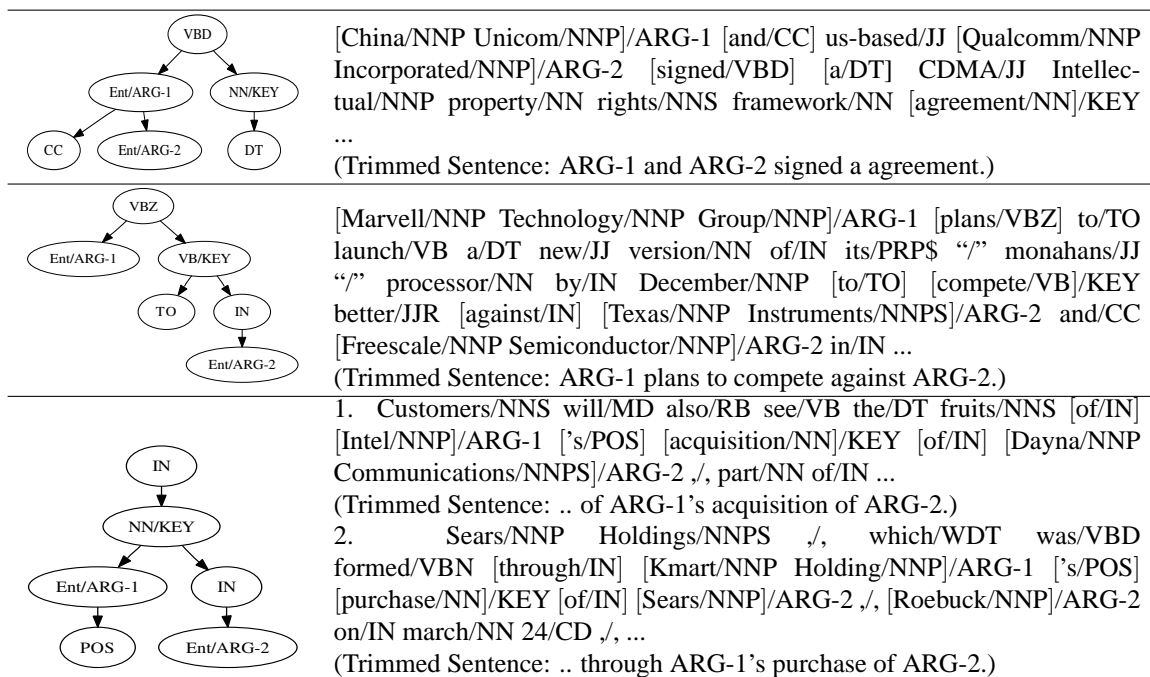 VBD
Ent/ARG-1 NN/KEY
CC Ent/ARG-2 DT
[China/NNP Unicom/NNP]/ARG-1 [and/CC] us-based/JJ [Qualcomm/NNP
Incorporated/NNP]/ARG-2 [signed/VBD] [a/DT] CDMA/JJ Intellec-
tual/NNP property/NN rights/NNS framework/NN [agreement/NN]/KEY
...
(Trimmed Sentence: ARG-1 and ARG-2 signed a agreement.)
VBZ
Ent/ARG-1 VB/KEY
TO IN
Ent/ARG-2
[Marvell/NNP Technology/NNP Group/NNP]/ARG-1 [plans/VBZ] to/TO
launch/VB a/DT new/JJ version/NN of/IN its/PRP$ “/” monahans/JJ
“/” processor/NN by/IN December/NNP [to/TO] [compete/VB]/KEY
better/JJR [against/IN] [Texas/NNP Instruments/NNPS]/ARG-2 and/CC
[Freescale/NNP Semiconductor/NNP]/ARG-2 in/IN ...
(Trimmed Sentence: ARG-1 plans to compete against ARG-2.)
IN
NN/KEY
Ent/ARG-1 IN
POS Ent/ARG-2
1. Customers/NNS will/MD also/RB see/VB the/DT fruits/NNS [of/IN]
[Intel/NNP]/ARG-1 ['s/POS] [acquisition/NN]/KEY [of/IN] [Dayna/NNP
Communications/NNPS]/ARG-2 ,/, part/NN of/IN ...
(Trimmed Sentence: .. of ARG-1's acquisition of ARG-2.)
2. Sears/NNP Holdings/NNPS ,/, which/WDT was/VBD
formed/VBN [through/IN] [Kmart/NNP Holding/NNP]/ARG-1 ['s/POS]
[purchase/NN]/KEY [of/IN] [Sears/NNP]/ARG-2 ,/, [Roebuck/NNP]/ARG-2
on/IN march/NN 24/CD ,/, ...
(Trimmed Sentence: .. through ARG-1's purchase of ARG-2.)